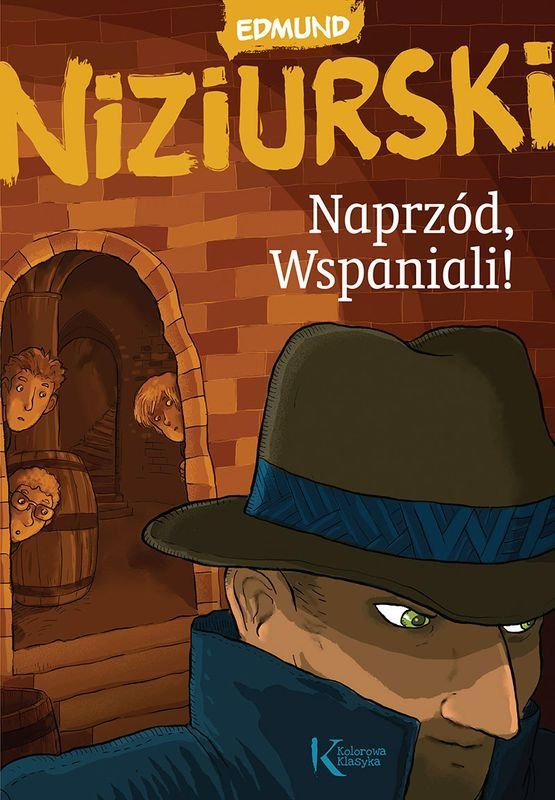 EDMUND
NIZIURSKI
Naprzód,
Wspaniali!
Kolorowa
Klasyka